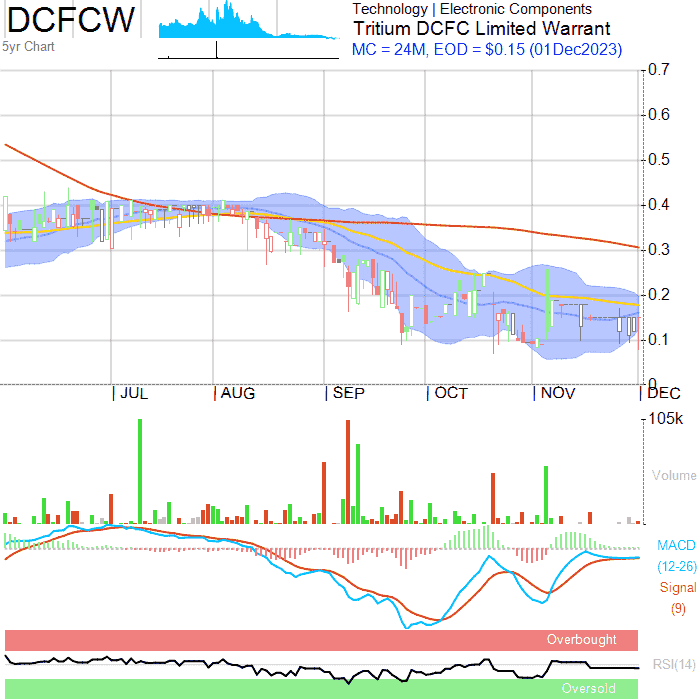 DCFCW
5yr Chart
Technology | Electronic Components
Tritium DCFC Limited Warrant
MC = 24M, EOD = $0.15 (01Dec2023)
0.7
0.6
0.5
0.4
0.3
0.2
0.1
0
JUL AUG SEP OCT NOV DEC
105k
Volume
MACD
(12-26)
Signal
(9)
Overbought
RSI(14)
Oversold